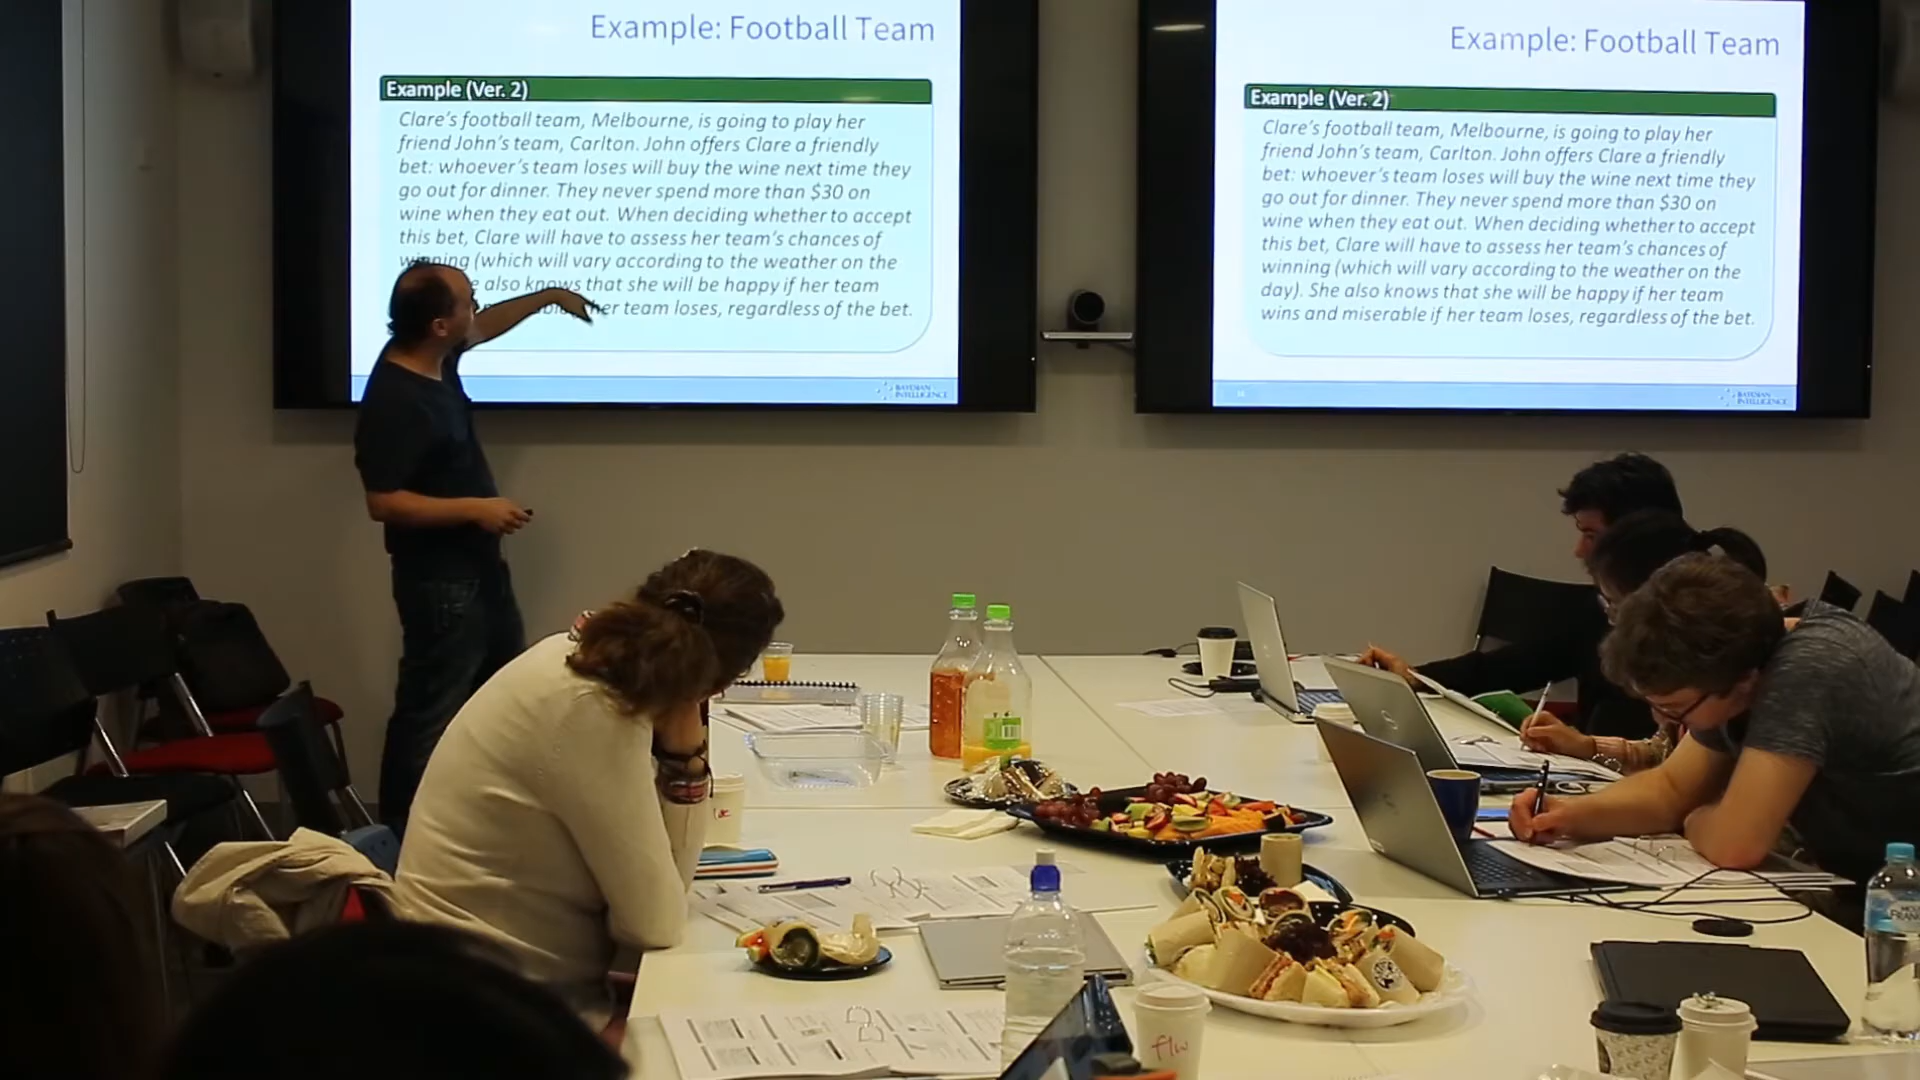 Example: Football Team
Example (Ver. 2)
Clare's football team, Melbourne, is going to play her
friend John's team, Carlton. John offers Clare a friendly
bet: whoever's team loses will buy the wine next time they
go out for dinner. They never spend more than $30 on
wine when they eat out. When deciding whether to accept
this bet, Clare will have to assess her team's chances of
winning (which will vary according to the weather on the
also knows that she will be happy if her team
her team loses, regardless of the bet.
BAYESIAN
INTELLIGENCE
Example: Football Team
Example (Ver. 2)
Clare's football team, Melbourne, is going to play her
friend John's team, Carlton. John offers Clare a friendly
bet: whoever's team loses will buy the wine next time they
go out for dinner. They never spend more than $30 on
wine when they eat out. When deciding whether to accept
this bet, Clare will have to assess her team's chances of
winning (which will vary according to the weather on the
day). She also knows that she will be happy if her team
wins and miserable if her team loses, regardless of the bet.
BAYESIAN
INTELLIGENCE